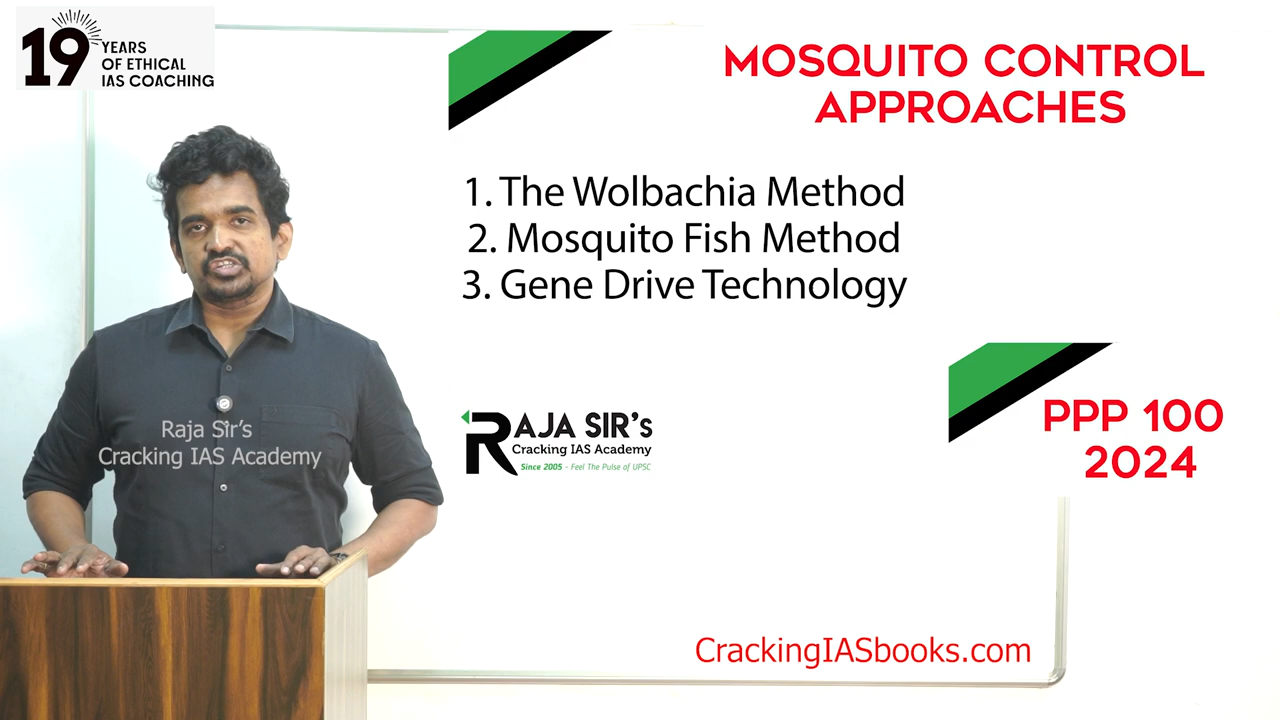 19 YEARS
OF ETHICAL
IAS COACHING
MOSQUITO CONTROL
APPROACHES
1. The Wolbachia Method
2. Mosquito Fish Method
3. Gene Drive Technology
Raja Sir's
Cracking IAS Academy
RAJA SIR's
Cracking IAS Academy
Since 2005 - Feel The Pulse of UPSC
PPP 100
2024
CrackingIASbooks.com